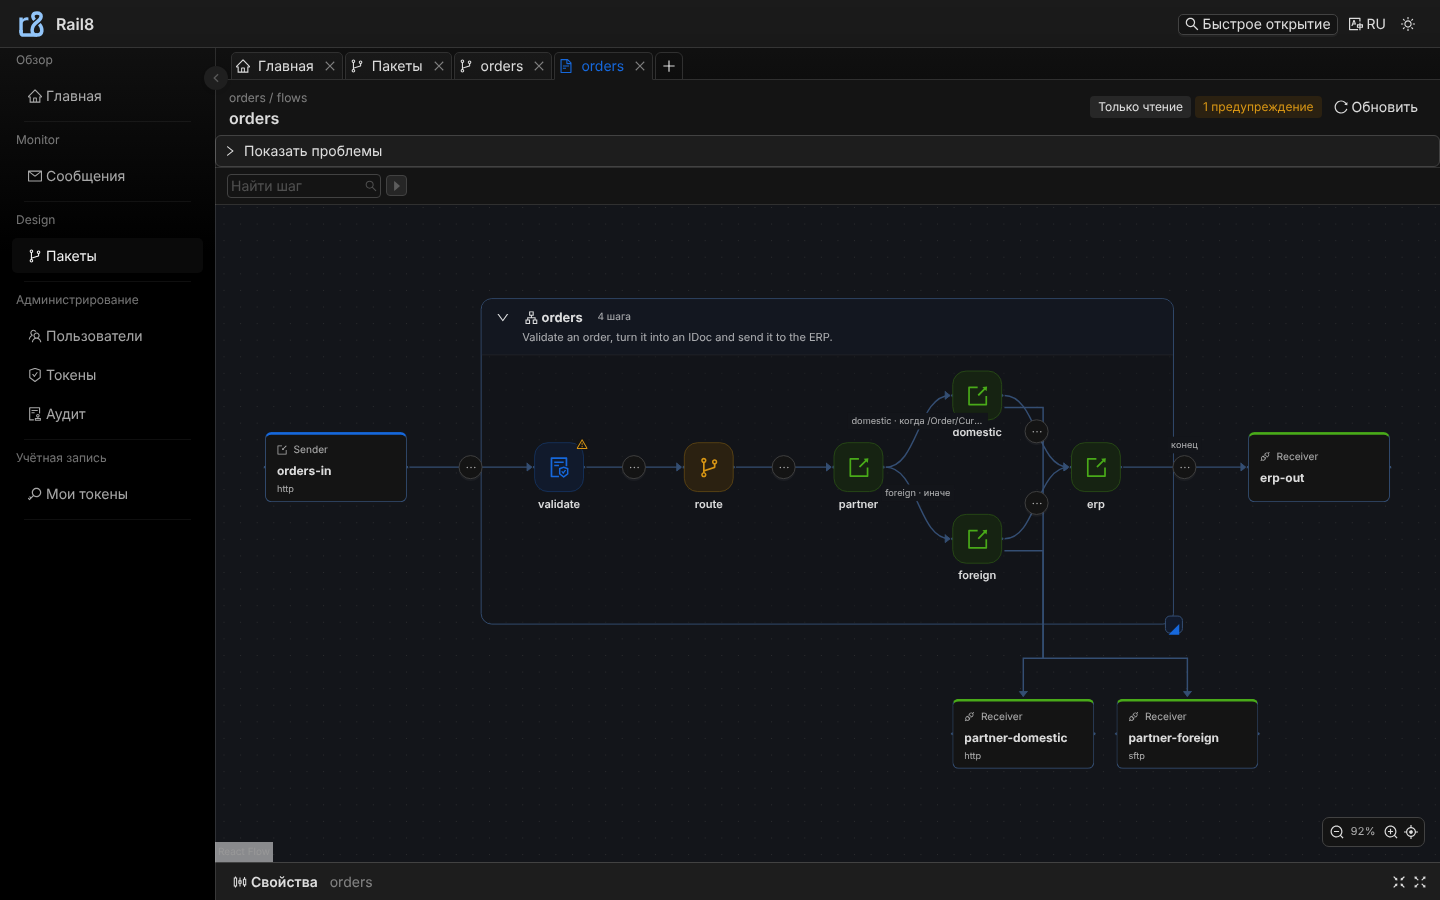 Rail8
Быстрое открытие
RU
Обзор
Главная
Monitor
Сообщения
Design
Пакеты
Администрирование
Пользователи
Токены
Аудит
Учётная запись
Мои токены
Главная
Пакеты
orders
orders
orders / flows
orders
Только чтение
1 предупреждение
Обновить
Показать проблемы
Найти шаг
orders 4 шага
Validate an order, turn it into an IDoc and send it to the ERP.
Sender
orders-in
http
validate
route
partner
domestic · когда /Order/Cur...
domestic
foreign · иначе
foreign
erp
конец
Receiver
erp-out
Receiver
partner-domestic
http
Receiver
partner-foreign
sftp
92%
React Flow
Свойства orders